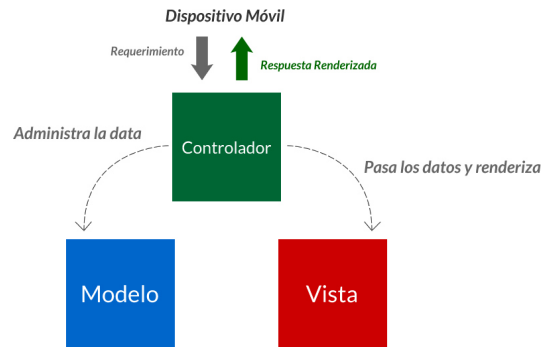 Dispositivo Móvil
Requerimiento
Respuesta Renderizada
Administra la data
Controlador
Pasa los datos y renderiza
Modelo
Vista